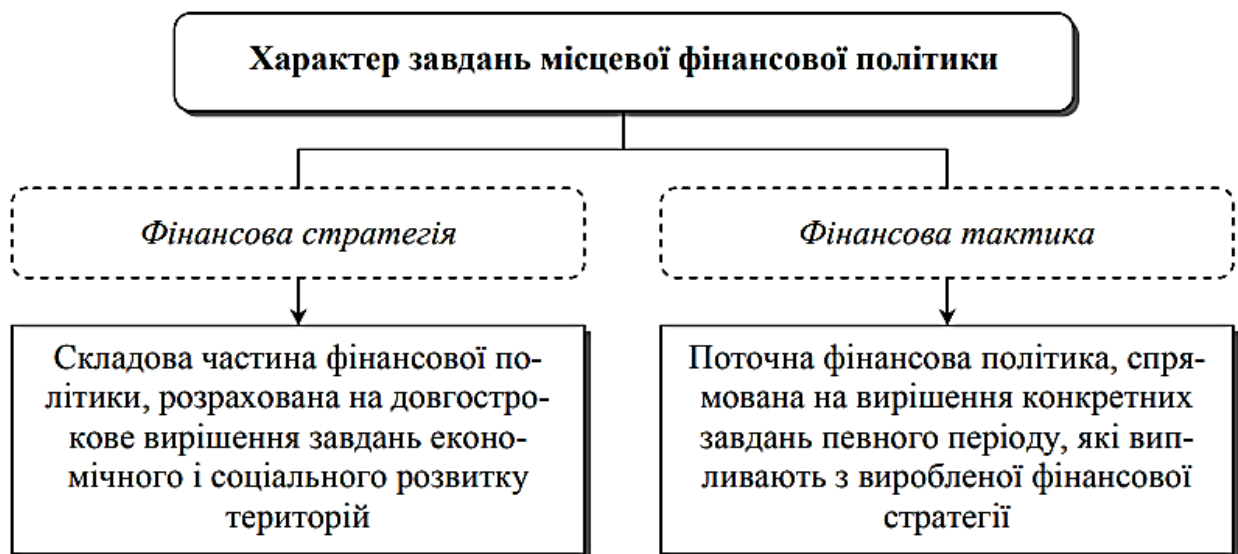 Характер завдань місцевої фінансової політики
Фінансова стратегія
Фінансова тактика
Складова частина фінансової по-
літики, розрахована на довгостро-
кове вирішення завдань еконо-
мічного і соціального розвитку
територій
Поточна фінансова політика, спря-
мована на вирішення конкретних
завдань певного періоду, які вип-
ливають з виробленої фінансової
стратегії